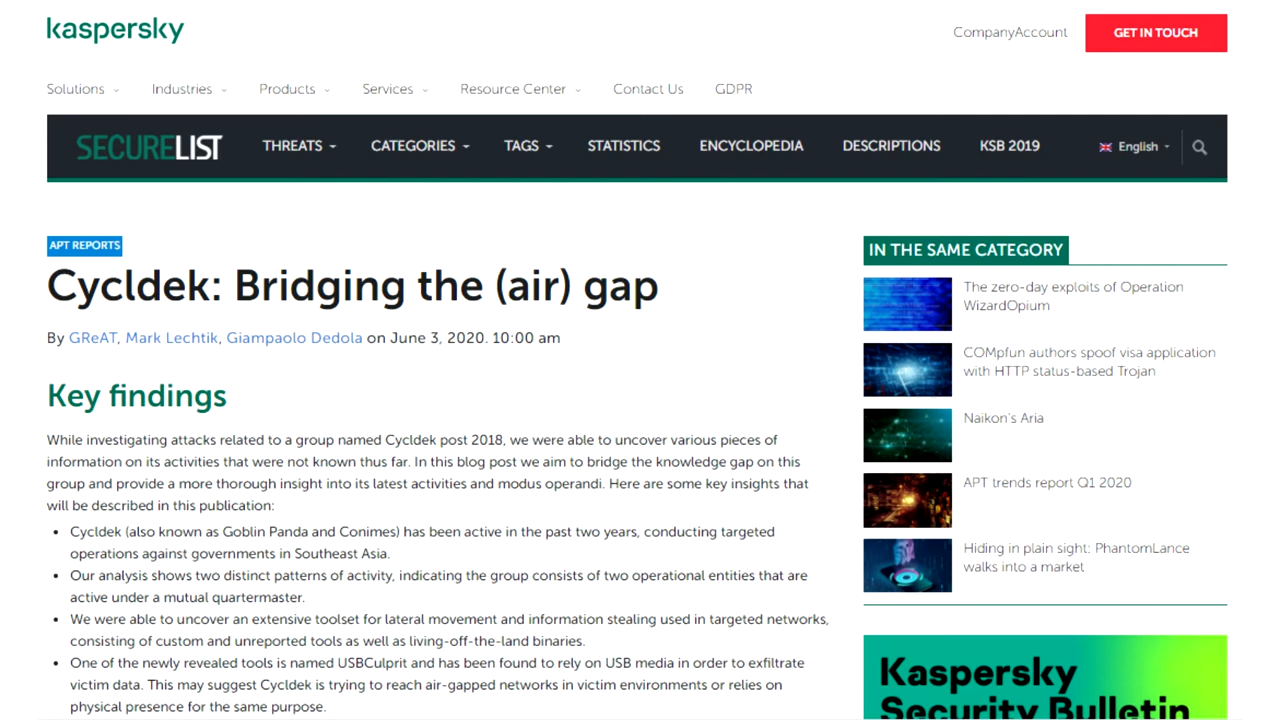 kaspersky
CompanyAccount
GET IN TOUCH
Solutions
Industries
Products
Services
Resource Center
Contact Us
GDPR
SECURELIST
THREATS
CATEGORIES
TAGS
STATISTICS
ENCYCLOPEDIA
DESCRIPTIONS
KSB 2019
English
APT REPORTS
Cycldek: Bridging the (air) gap
By GReAT, Mark Lechtik, Giampaolo Dedola on June 3, 2020. 10:00 am
Key findings
While investigating attacks related to a group named Cycldek post 2018, we were able to uncover various pieces of
information on its activities that were not known thus far. In this blog post we aim to bridge the knowledge gap on this
group and provide a more thorough insight into its latest activities and modus operandi. Here are some key insights that
will be described in this publication:
• Cycldek (also known as Goblin Panda and Conimes) has been active in the past two years, conducting targeted
operations against governments in Southeast Asia.
• Our analysis shows two distinct patterns of activity, indicating the group consists of two operational entities that are
active under a mutual quartermaster.
• We were able to uncover an extensive toolset for lateral movement and information stealing used in targeted networks,
consisting of custom and unreported tools as well as living-off-the-land binaries.
• One of the newly revealed tools is named USBCulprit and has been found to rely on USB media in order to exfiltrate
victim data. This may suggest Cycldek is trying to reach air-gapped networks in victim environments or relies on
physical presence for the same purpose.
IN THE SAME CATEGORY
The zero-day exploits of Operation
WizardOpium
COMpfun authors spoof visa application
with HTTP status-based Trojan
Naikon's Aria
APT trends report Q1 2020
Hiding in plain sight: PhantomLance
walks into a market
Kaspersky
Security Bulletin